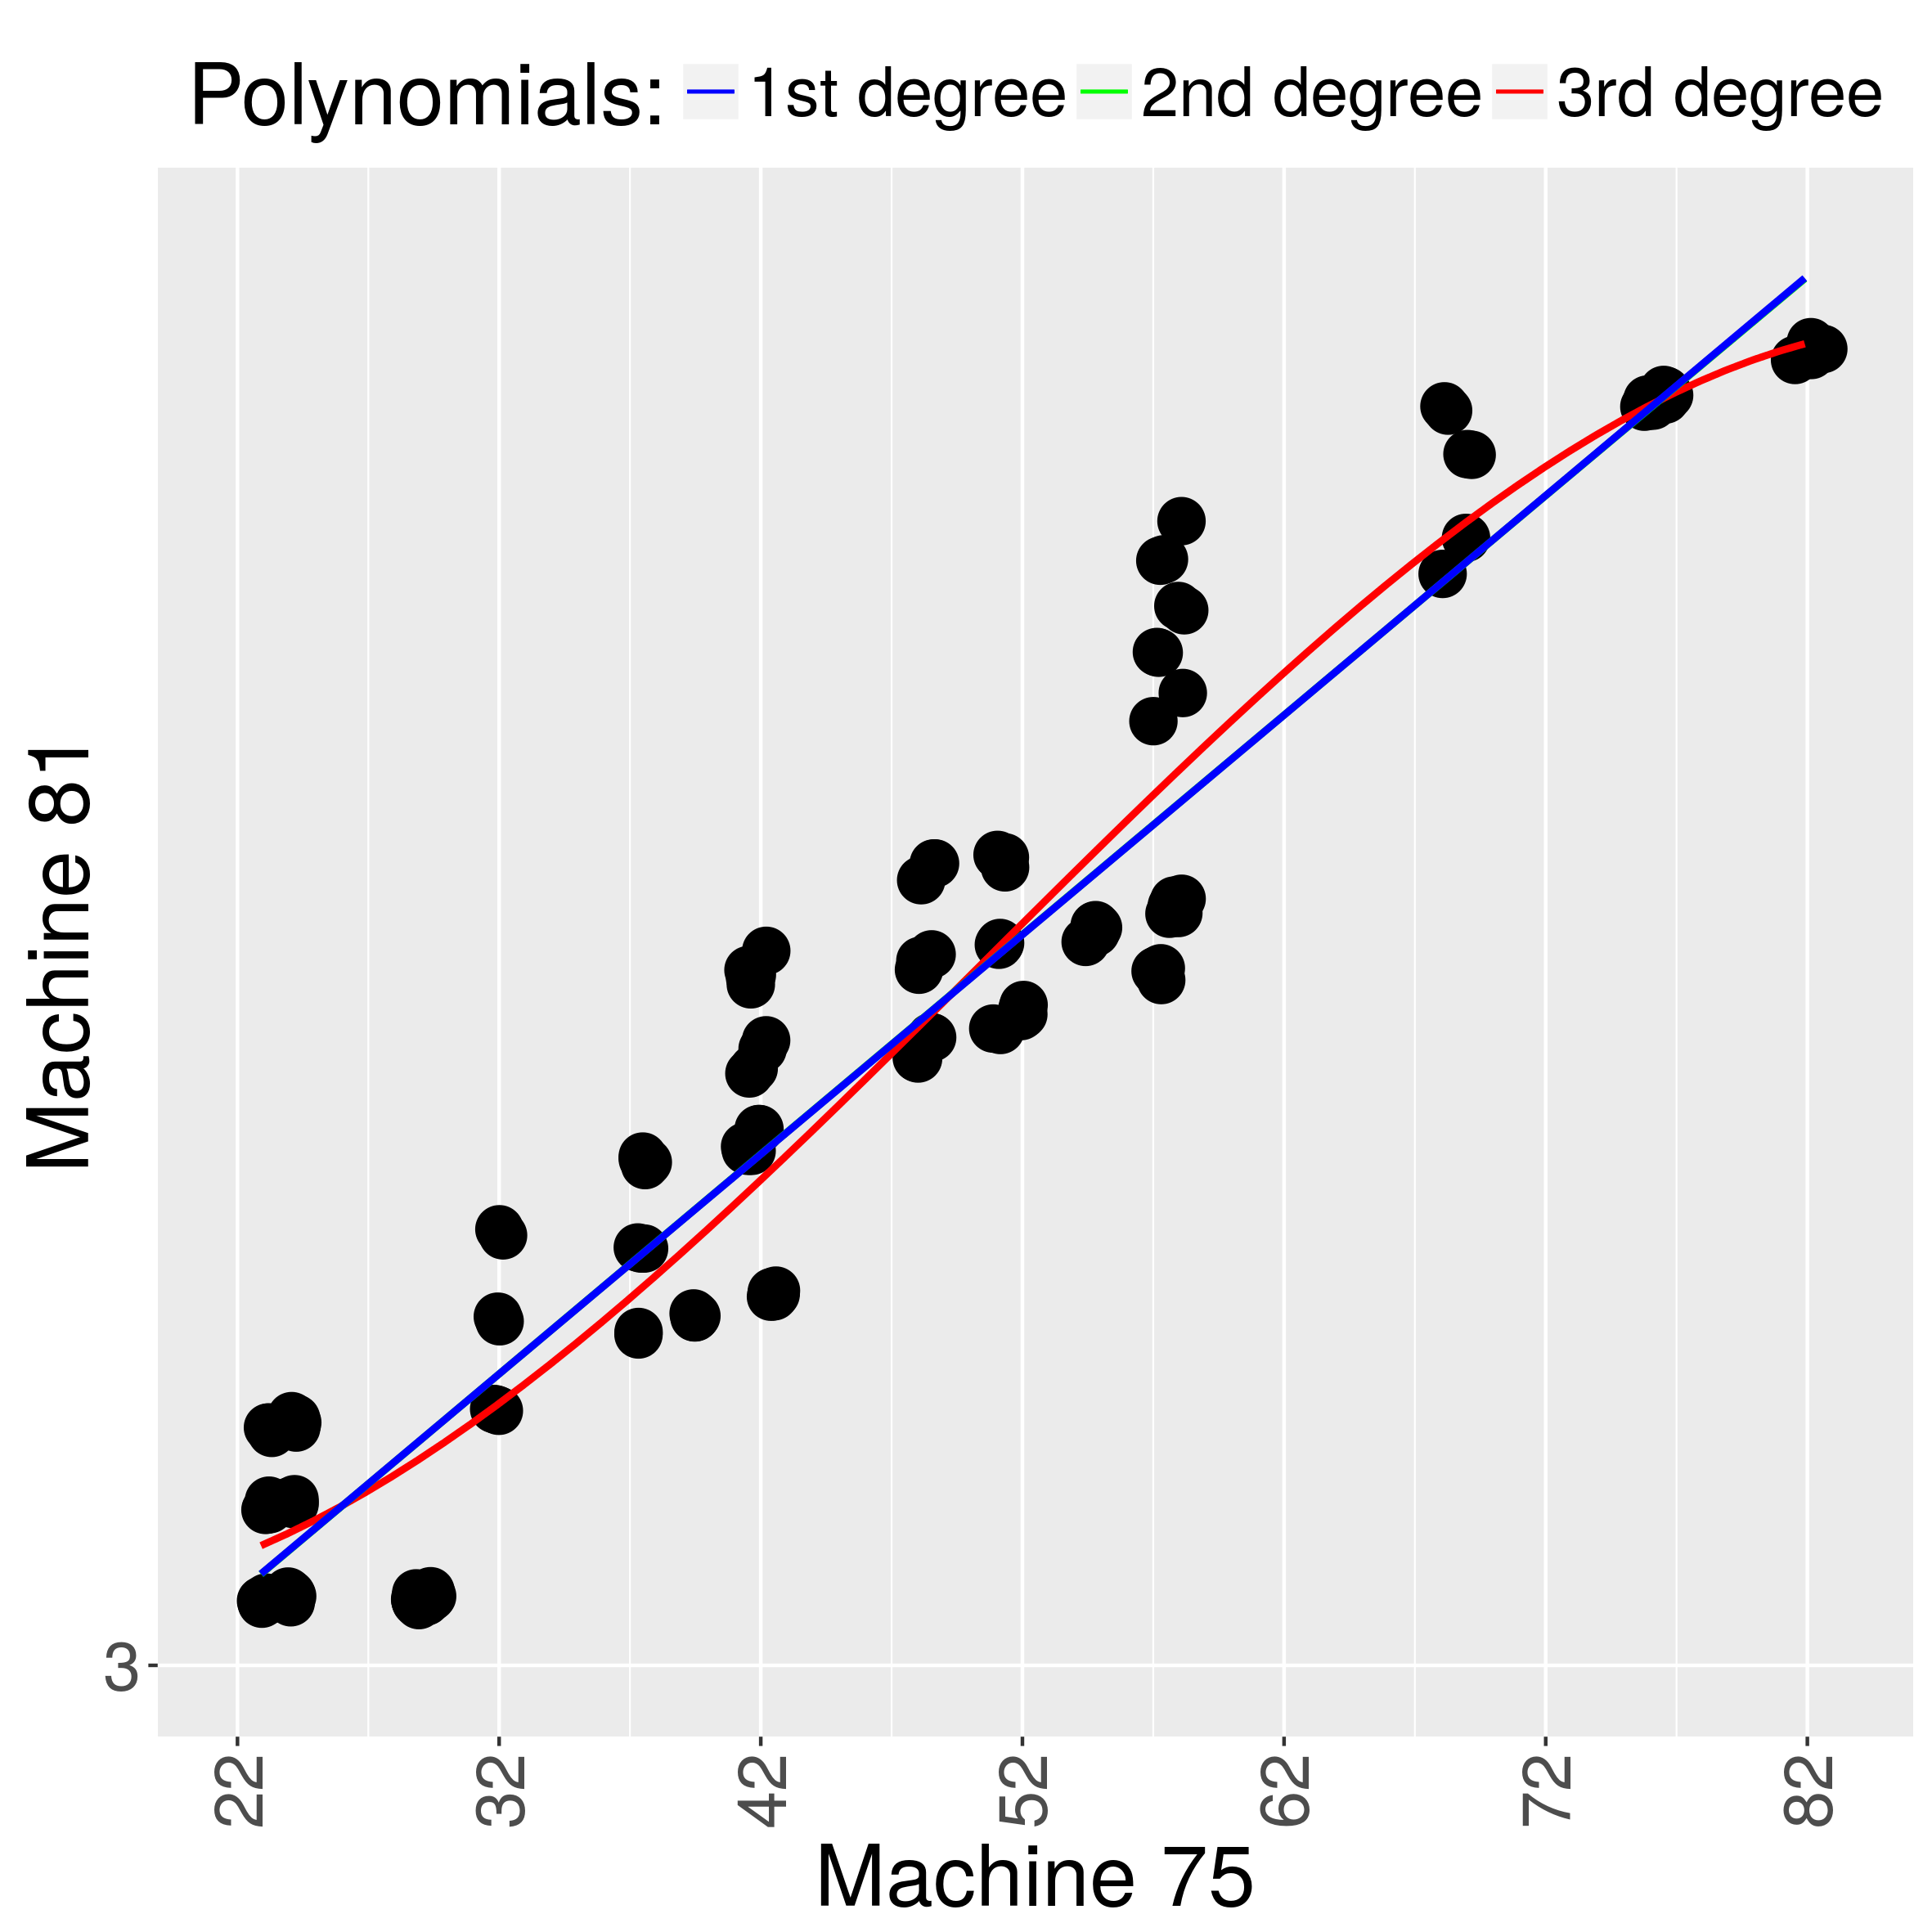 Polynomials: 1st degree 2nd degree 3rd degree
Machine 81
3
22 32 42 52 62 72 82
Machine 75